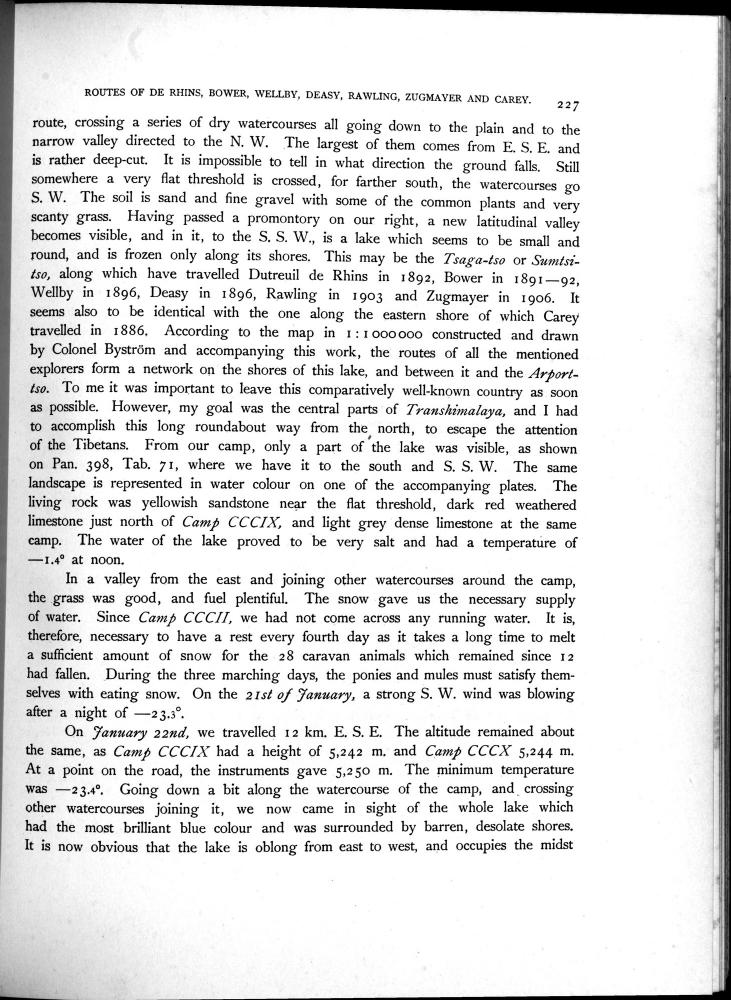 ROUTES OF DE RHINS, BOWER, WELLBY, DEASY, RAWLING, ZUGMAYER AND CAREY. 227
route, crossing a series of dry watercourses all going down to the plain and to the
narrow valley directed to the N. W. The largest of them comes from E. S. E. and
is rather deep-cut. It is impossible to tell in what direction the ground falls. Still
somewhere a very flat threshold is crossed, for farther south, the watercourses go
S. W. The soil is sand and fine gravel with some of the common plants and very
scanty grass. Having passed a promontory on our right, a new latitudinal valley
becomes visible, and in it, to the S. S. W., is a lake which seems to be small and
round, and is frozen only along its shores. This may be the Tsaga-tso or Sumtsi-
tso, along which have travelled Dutreuil de Rhins in 1892, Bower in 1891—92,
Wellby in 1896, Deasy in 1896, Rawling in 1903 and Zugmayer in 1906. It
seems also to be identical with the one along the eastern shore of which Carey
travelled in 1886. According to the map in 1 : 1 000 000 constructed and drawn
by Colonel Byström and accompanying this work, the routes of all the mentioned
explorers form a network on the shores of this lake, and between it and the Arport-
tso. To me it was important to leave this comparatively well-known country as soon
as possible. However, my goal was the central parts of Transhimalaya, and I had
to accomplish this long roundabout way from the north, to escape the attention
of the Tibetans. From our camp, only a part of the lake was visible, as shown
on Pan. 398, Tab. 71, where we have it to the south and S. S. W. The same
landscape is represented in water colour on one of the accompanying plates. The
living rock was yellowish sandstone near the flat threshold, dark red weathered
limestone just north of Camp CCCIX, and light grey dense limestone at the same
camp. The water of the lake proved to be very salt and had a temperature of
—1.4° at noon.
In a valley from the east and joining other watercourses around the camp,
the grass was good, and fuel plentiful. The snow gave us the necessary supply
of water. Since Camp CCCII, we had not come across any running water. It is,
therefore, necessary to have a rest every fourth day as it takes a long time to melt
a sufficient amount of snow for the 28 caravan animals which remained since 12
had fallen. During the three marching days, the ponies and mules must satisfy them-
selves with eating snow. On the 21st of January, a strong S. W. wind was blowing
after a night of —23.3°.
On January 22nd, we travelled 12 km. E. S. E. The altitude remained about
the same, as Camp CCCIX had a height of 5,242 m. and Camp CCCX 5,244 m.
At a point on the road, the instruments gave 5,250 m. The minimum temperature
was —23.4°. Going down a bit along the watercourse of the camp, and crossing
other watercourses joining it, we now came in sight of the whole lake which
had the most brilliant blue colour and was surrounded by barren, desolate shores.
It is now obvious that the lake is oblong from east to west, and occupies the midst